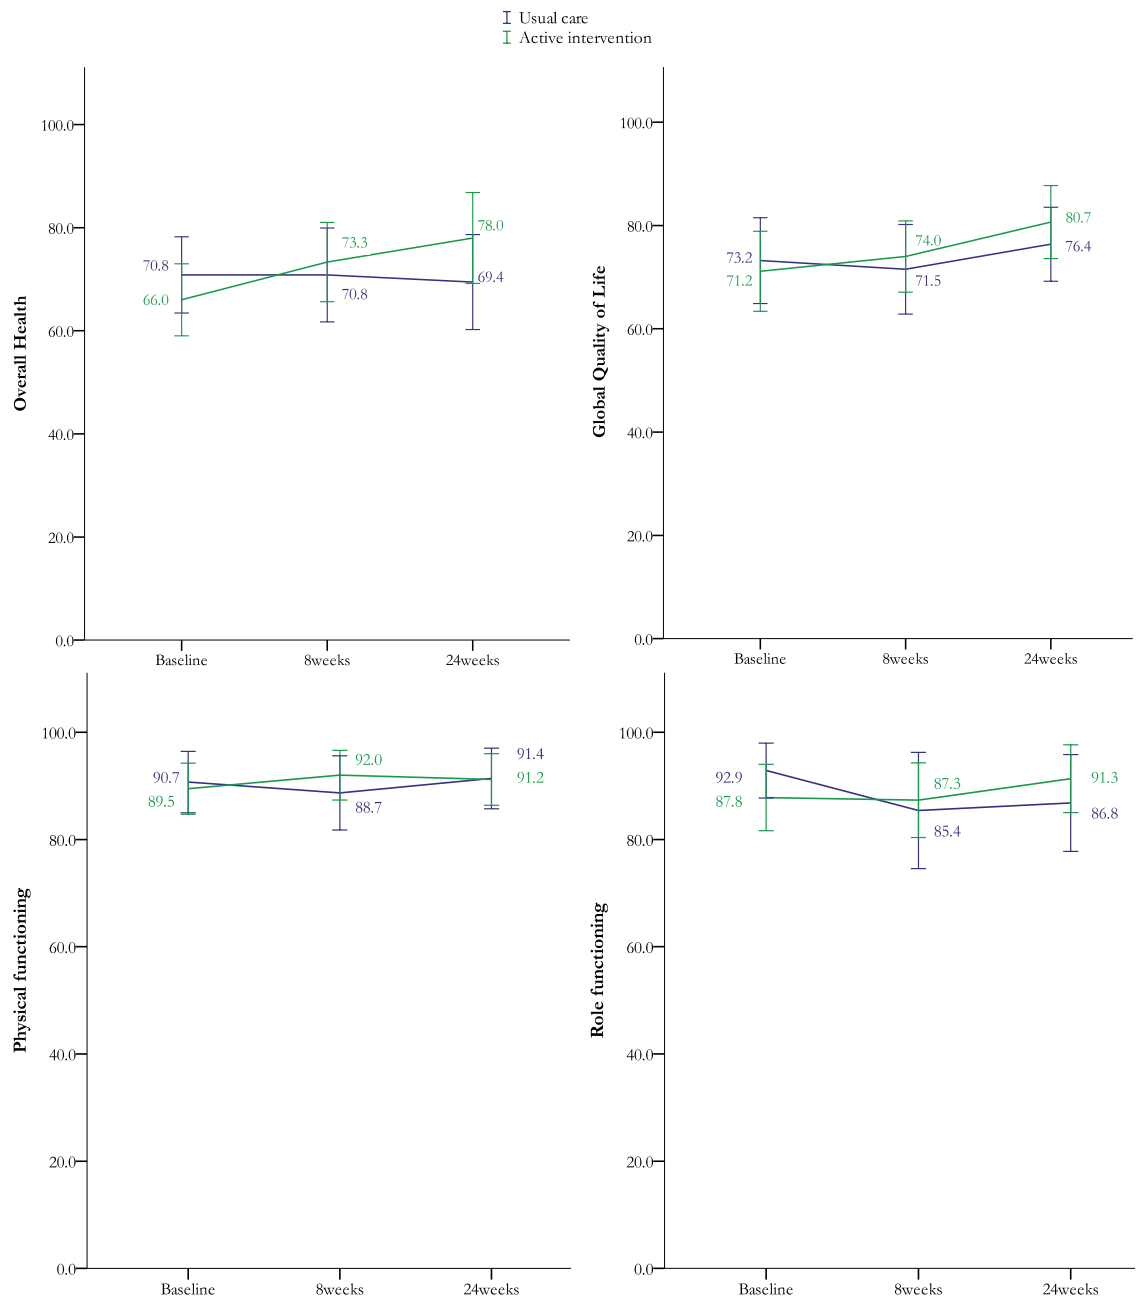 Usual care
Active intervention
Overall Health
100.0
80.0
60.0
40.0
20.0
0.0
70.8
66.0
73.3
70.8
78.0
69.4
Baseline
8weeks
24weeks
Global Quality of Life
100.0
80.0
60.0
40.0
20.0
0.0
73.2
71.2
74.0
71.5
80.7
76.4
Baseline
8weeks
24weeks
Physical functioning
100.0
80.0
60.0
40.0
20.0
0.0
90.7
89.5
92.0
88.7
91.4
91.2
Baseline
8weeks
24weeks
Role functioning
100.0
80.0
60.0
40.0
20.0
0.0
92.9
87.8
87.3
85.4
91.3
86.8
Baseline
8weeks
24weeks